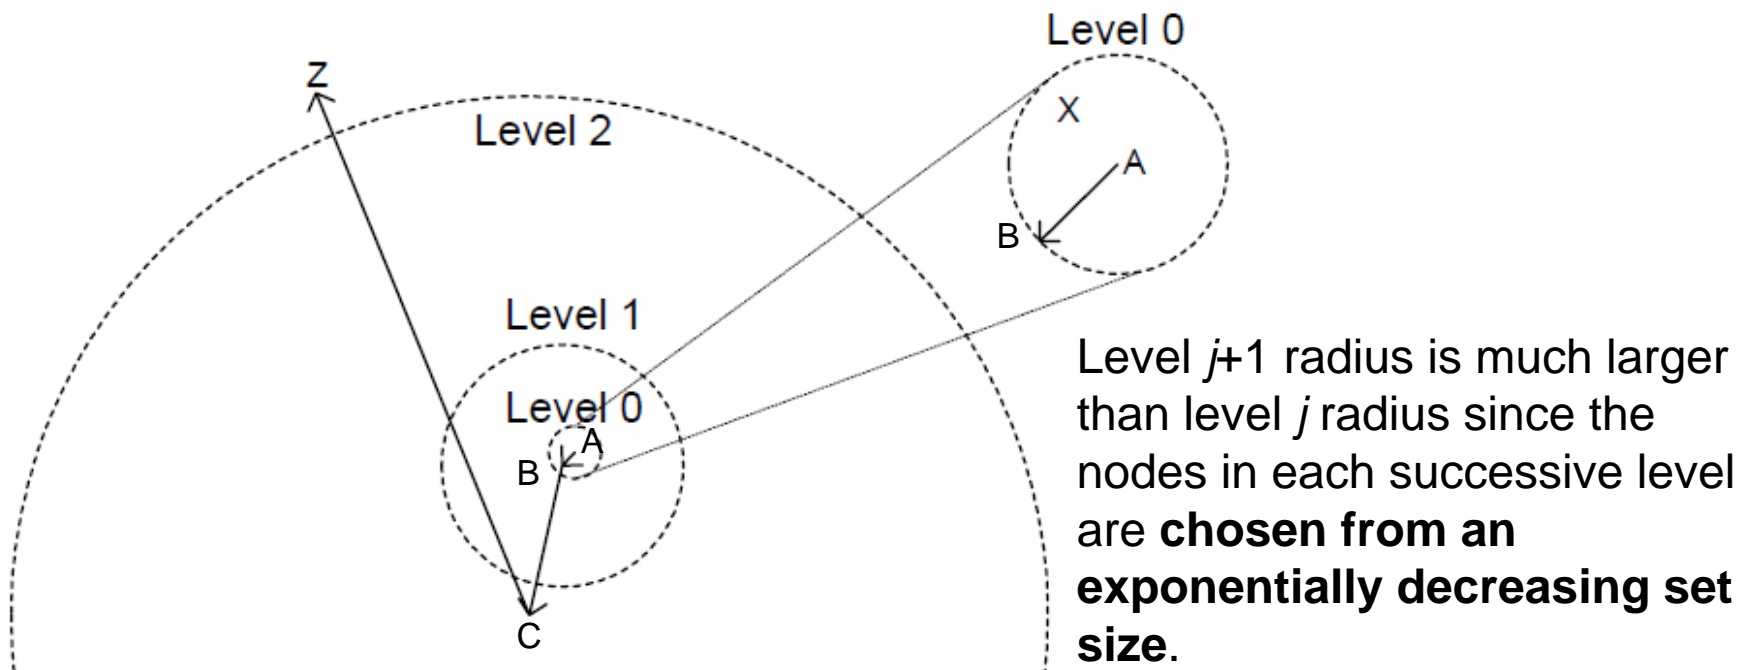 Level 0
Z
X
Level 2
A
B
Level 1
Level 0
A
B
C
Level j+1 radius is much larger
than level j radius since the
nodes in each successive level
are chosen from an
exponentially decreasing set
size.